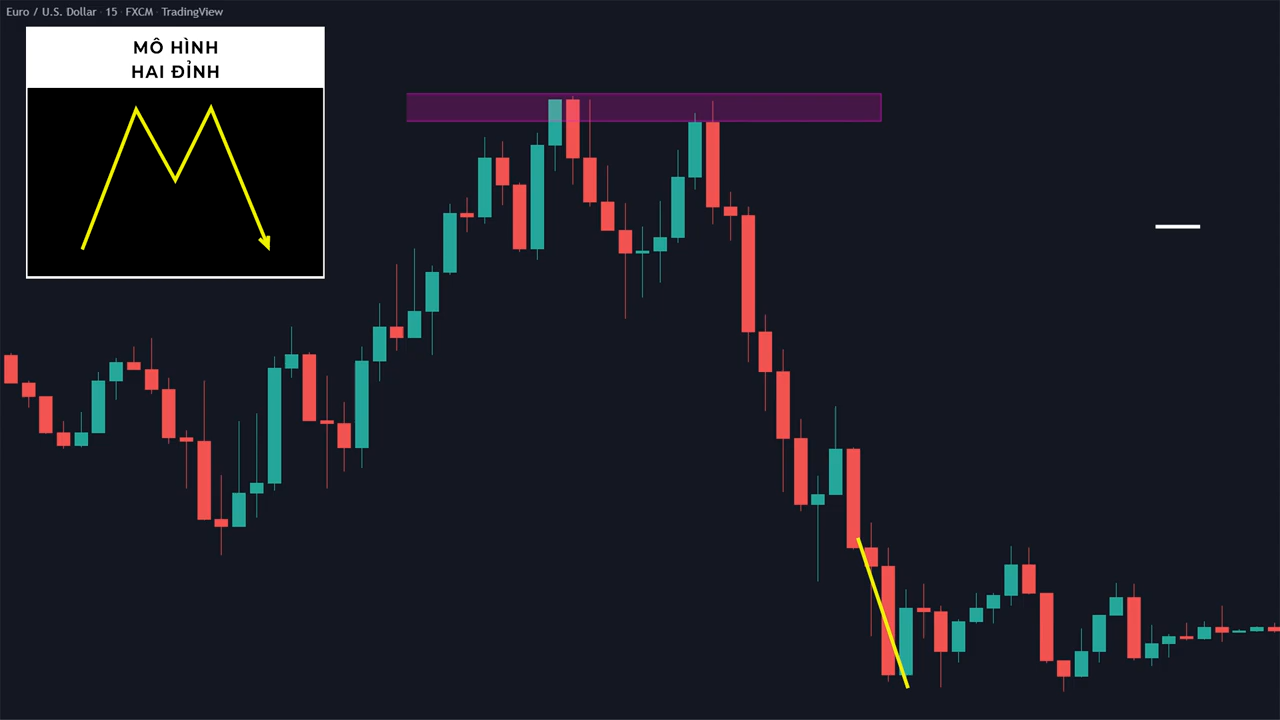 Euro / U.S. Dollar · 15 · FXCM · TradingView
MÔ HÌNH
HAI ĐỈNH